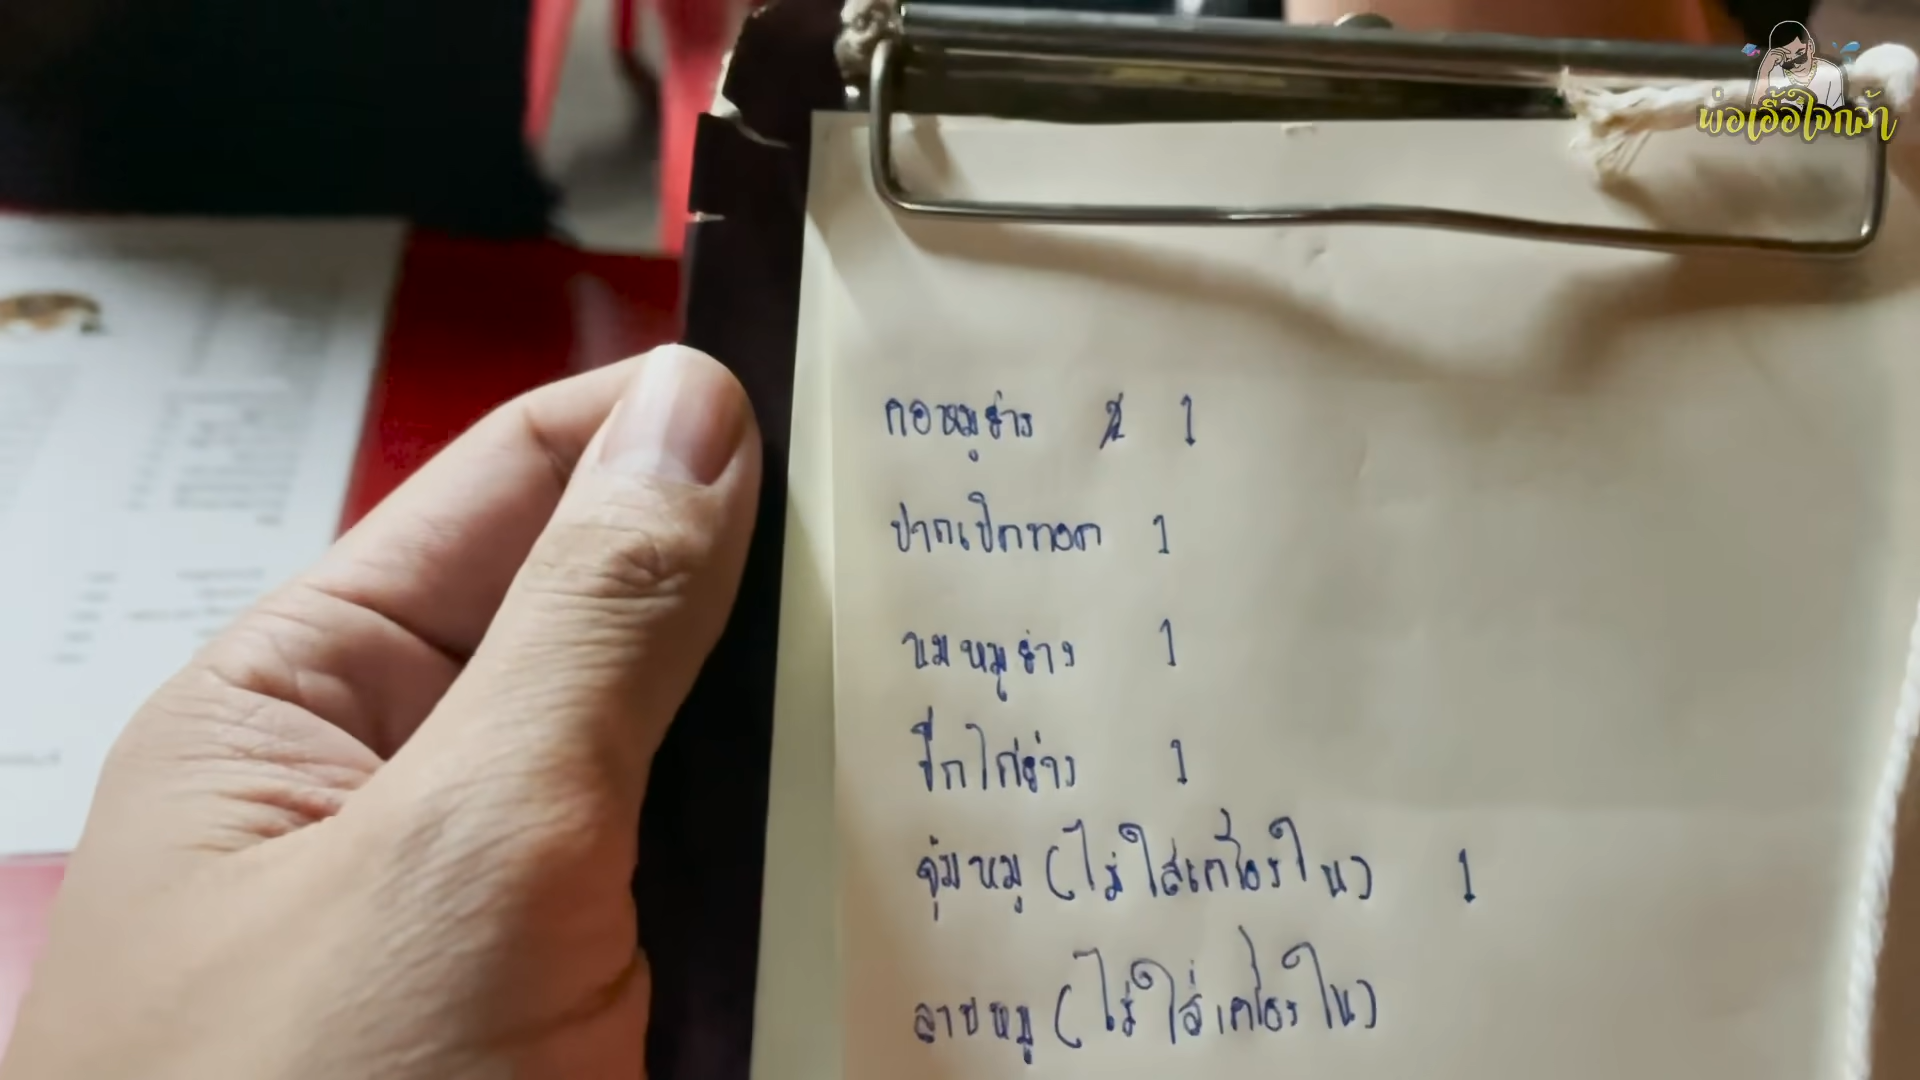 พ่อเอื้อใจกล้า
คอหมูย่าง 1
ปากเป็ดทอด 1
นมหมูย่าง 1
ปีกไก่ย่าง 1
จุ่มหมู (ไม่ใส่เครื่องใน) 1
ลาบหมู (ไม่ใส่เครื่องใน)